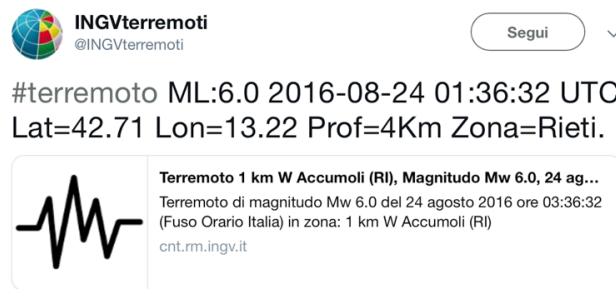 INGVterremoti
@INGVterremoti
Segui
#terremoto ML:6.0 2016-08-24 01:36:32 UTC
Lat=42.71 Lon=13.22 Prof=4Km Zona=Rieti.
Terremoto 1 km W Accumoli (RI), Magnitudo Mw 6.0, 24 ag...
Terremoto di magnitudo Mw 6.0 del 24 agosto 2016 ore 03:36:32
(Fuso Orario Italia) in zona: 1 km W Accumoli (RI)
cnt.rm.ingv.it